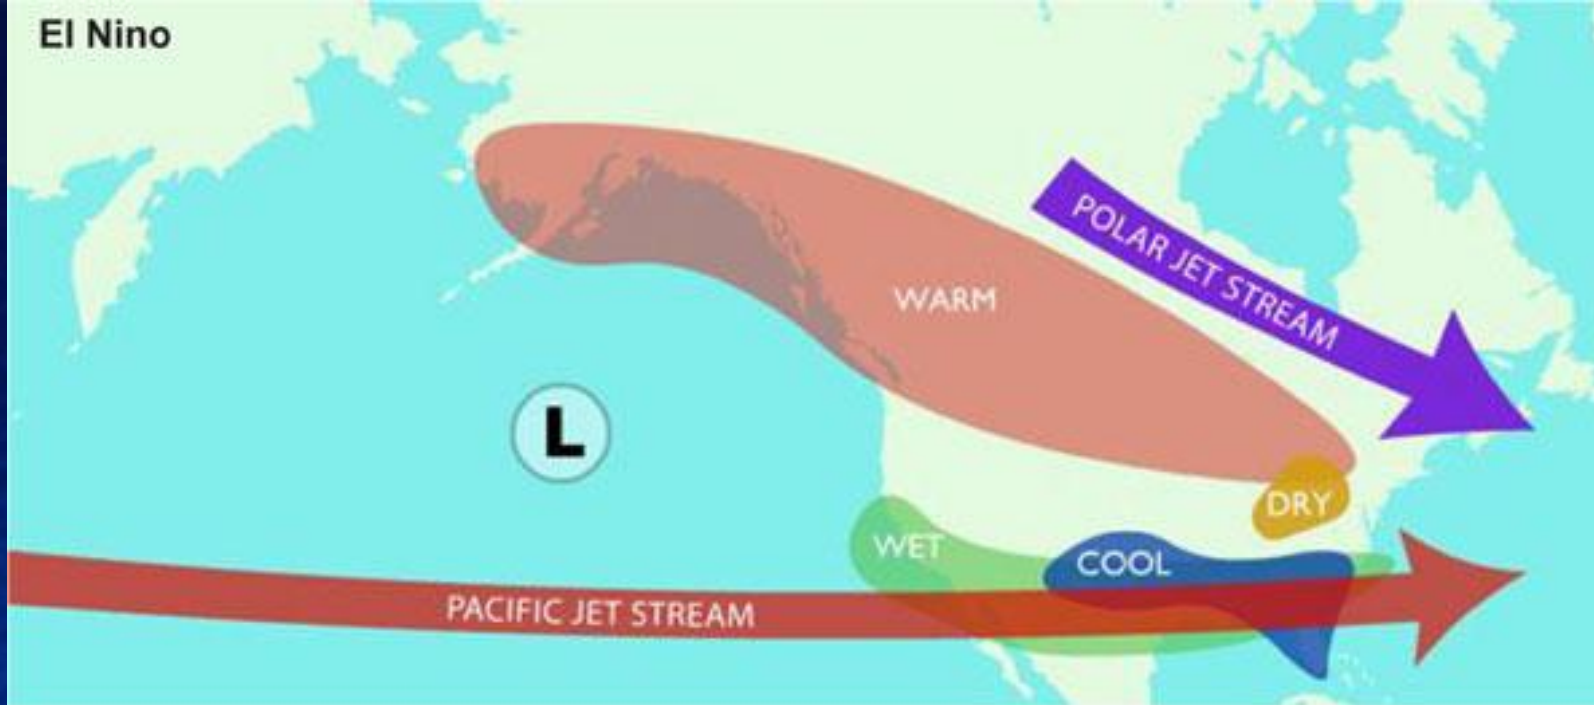 El Nino
POLAR JET STREAM
WARM
L
DRY
WET
COOL
PACIFIC JET STREAM